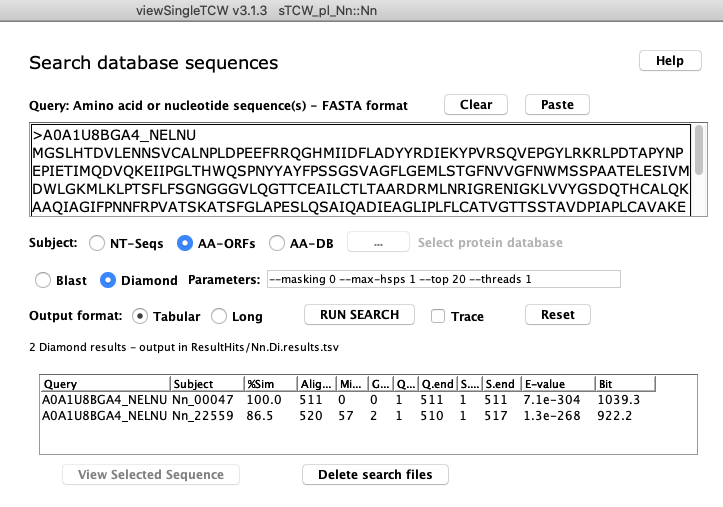 viewSingleTCW v3.1.3 sTCW_pl_Nn::Nn
Search database sequences
Help
Query: Amino acid or nucleotide sequence(s) - FASTA format
Clear
Paste
>A0A1U8BGA4_NELNU
MGSLHTDVLENNSVCALNPLDPEEFRRQGHMIIDFLADYYRDIEKYPVRSQVEPGYLRKRLPDTAPYNP
EPIETIMQDVQKEIIPGLTHWQSPNYYAYFPSSGSVAGFLGEMLSTGFNVVGFNWMSSPAATELESIVM
DWLGKMLKLPTSFLFSGNGGGVLQGTTCEAILCTLTAARDRMLNRIGRENIGKLVVYGSDQTHCALQK
AAQIAGIFPNNFRPVATSKATSFGLAPESLQSAIQADIEAGLIPLFLCATVGTTSSTAVDPIAPLCAVAKE
Subject: NT-Seqs AA-ORFs AA-DB ... Select protein database
Blast Diamond Parameters: --masking 0 --max-hsps 1 --top 20 --threads 1
Output format: Tabular Long RUN SEARCH Trace Reset
2 Diamond results - output in ResultHits/Nn.Di.results.tsv
Query Subject %Sim Alig... Mi... G... Q... Q.end S.... S.end E-value Bit
A0A1U8BGA4_NELNU Nn_00047 100.0 511 0 0 1 511 1 511 7.1e-304 1039.3
A0A1U8BGA4_NELNU Nn_22559 86.5 520 57 2 1 510 1 517 1.3e-268 922.2
View Selected Sequence
Delete search files